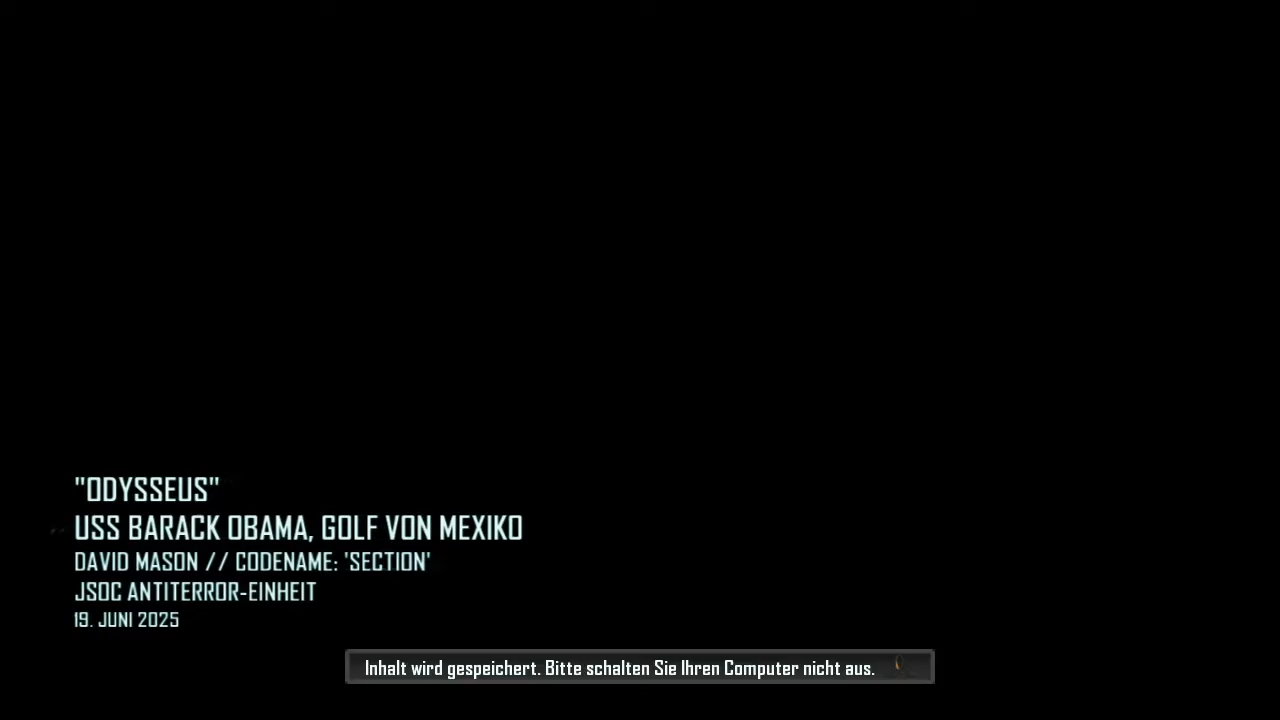 "ODYSSEUS"
USS BARACK OBAMA, GOLF VON MEXIKO
DAVID MASON // CODENAME: 'SECTION'
JSOC ANTITERROR-EINHEIT
19. JUNI 2025
Inhalt wird gespeichert. Bitte schalten Sie Ihren Computer nicht aus.